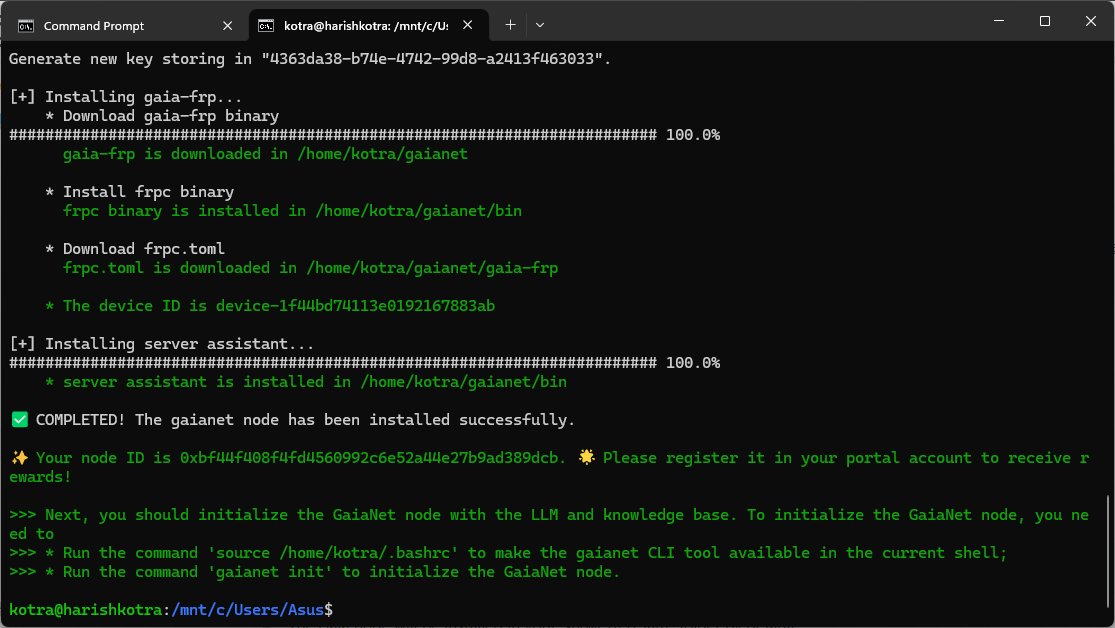 Command Prompt
kotra@harishkotra: /mnt/c/Us
Generate new key storing in "4363da38-b74e-4742-99d8-a2413f463033".
[+] Installing gaia-frp...
* Download gaia-frp binary
######################################################################## 100.0%
gaia-frp is downloaded in /home/kotra/gaianet
* Install frpc binary
frpc binary is installed in /home/kotra/gaianet/bin
* Download frpc.toml
frpc.toml is downloaded in /home/kotra/gaianet/gaia-frp
* The device ID is device-1f44bd74113e0192167883ab
[+] Installing server assistant...
######################################################################## 100.0%
* server assistant is installed in /home/kotra/gaianet/bin
✅ COMPLETED! The gaianet node has been installed successfully.
✨ Your node ID is 0xbf44f408f4fd4560992c6e52a44e27b9ad389dcb. 🌟 Please register it in your portal account to receive r
ewards!
>>> Next, you should initialize the GaiaNet node with the LLM and knowledge base. To initialize the GaiaNet node, you ne
ed to
>>> * Run the command 'source /home/kotra/.bashrc' to make the gaianet CLI tool available in the current shell;
>>> * Run the command 'gaianet init' to initialize the GaiaNet node.
kotra@harishkotra:/mnt/c/Users/Asus$